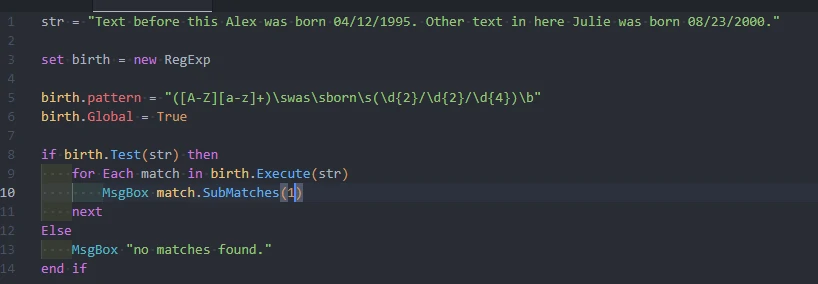 1 str = "Text before this Alex was born 04/12/1995. Other text in here Julie was born 08/23/2000."
2
3 set birth = new RegExp
4
5 birth.pattern = "([A-Z][a-z]+)\swas\sborn\s(\d{2}/\d{2}/\d{4})\b"
6 birth.Global = True
7
8 if birth.Test(str) then
9 for Each match in birth.Execute(str)
10 MsgBox match.SubMatches(1)
11 next
12 Else
13 MsgBox "no matches found."
14 end if